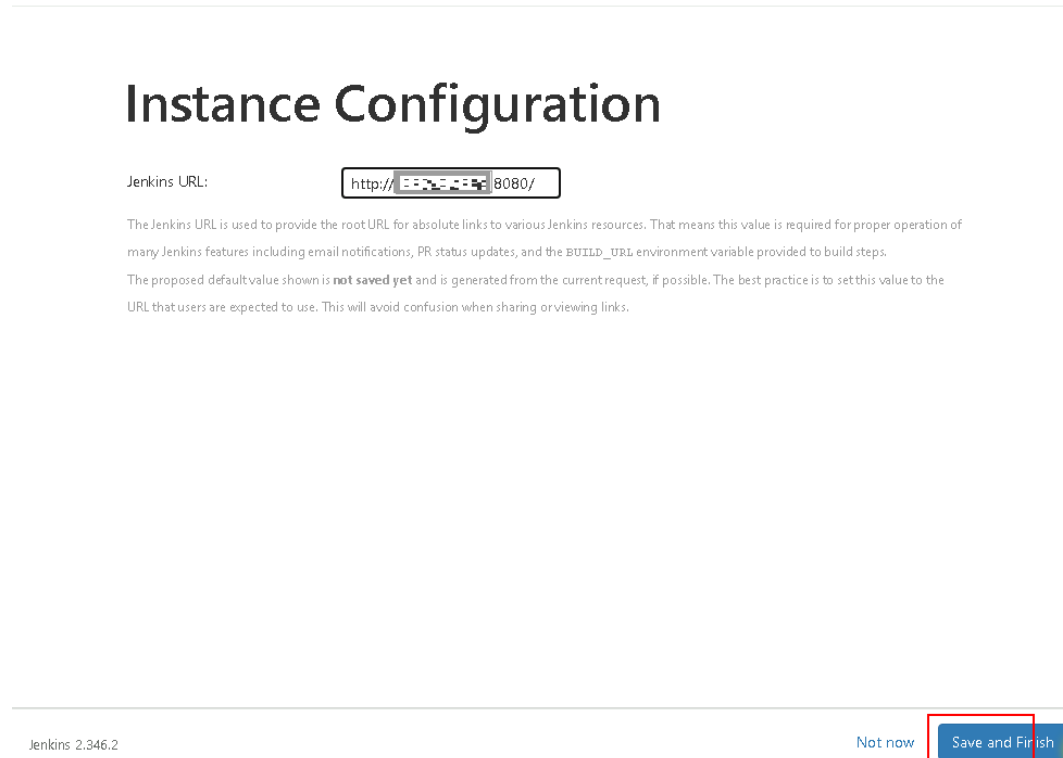 Instance Configuration
Jenkins URL:
http:// 8080/
The Jenkins URL is used to provide the root URL for absolute links to various Jenkins resources. That means this value is required for proper operation of
many Jenkins features including email notifications, PR status updates, and the BUILD_URL environment variable provided to build steps.
The proposed default value shown is not saved yet and is generated from the current request, if possible. The best practice is to set this value to the
URL that users are expected to use. This will avoid confusion when sharing or viewing links.
Jenkins 2.346.2
Not now
Save and Finish